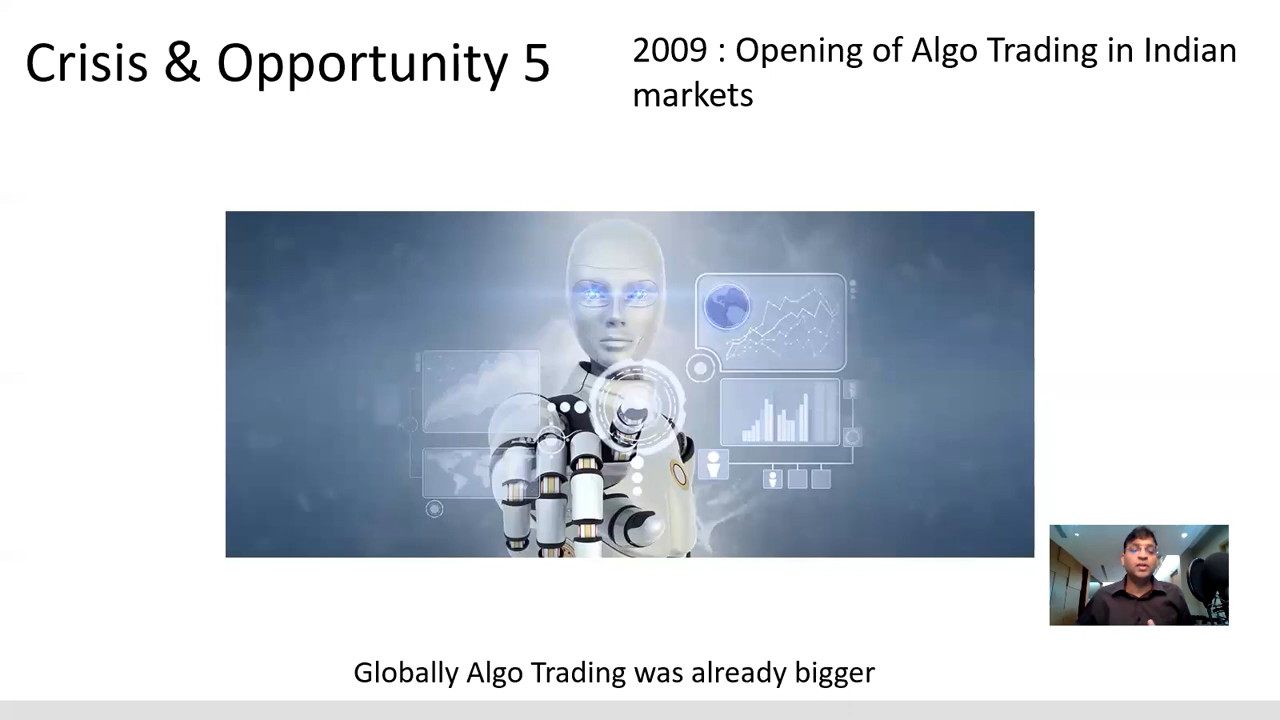 Crisis & Opportunity 5
2009 : Opening of Algo Trading in Indian
markets
Globally Algo Trading was already bigger